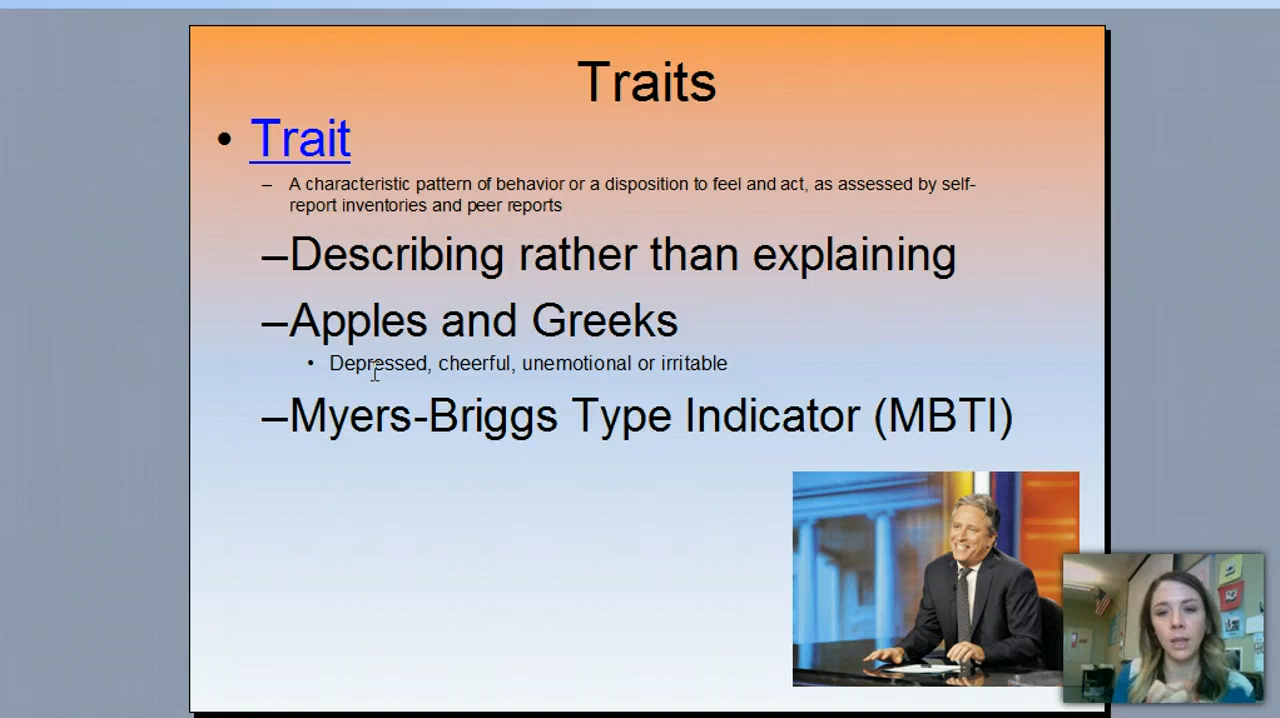 Traits
• Trait
– A characteristic pattern of behavior or a disposition to feel and act, as assessed by self-
report inventories and peer reports
–Describing rather than explaining
–Apples and Greeks
• Depressed, cheerful, unemotional or irritable
–Myers-Briggs Type Indicator (MBTI)